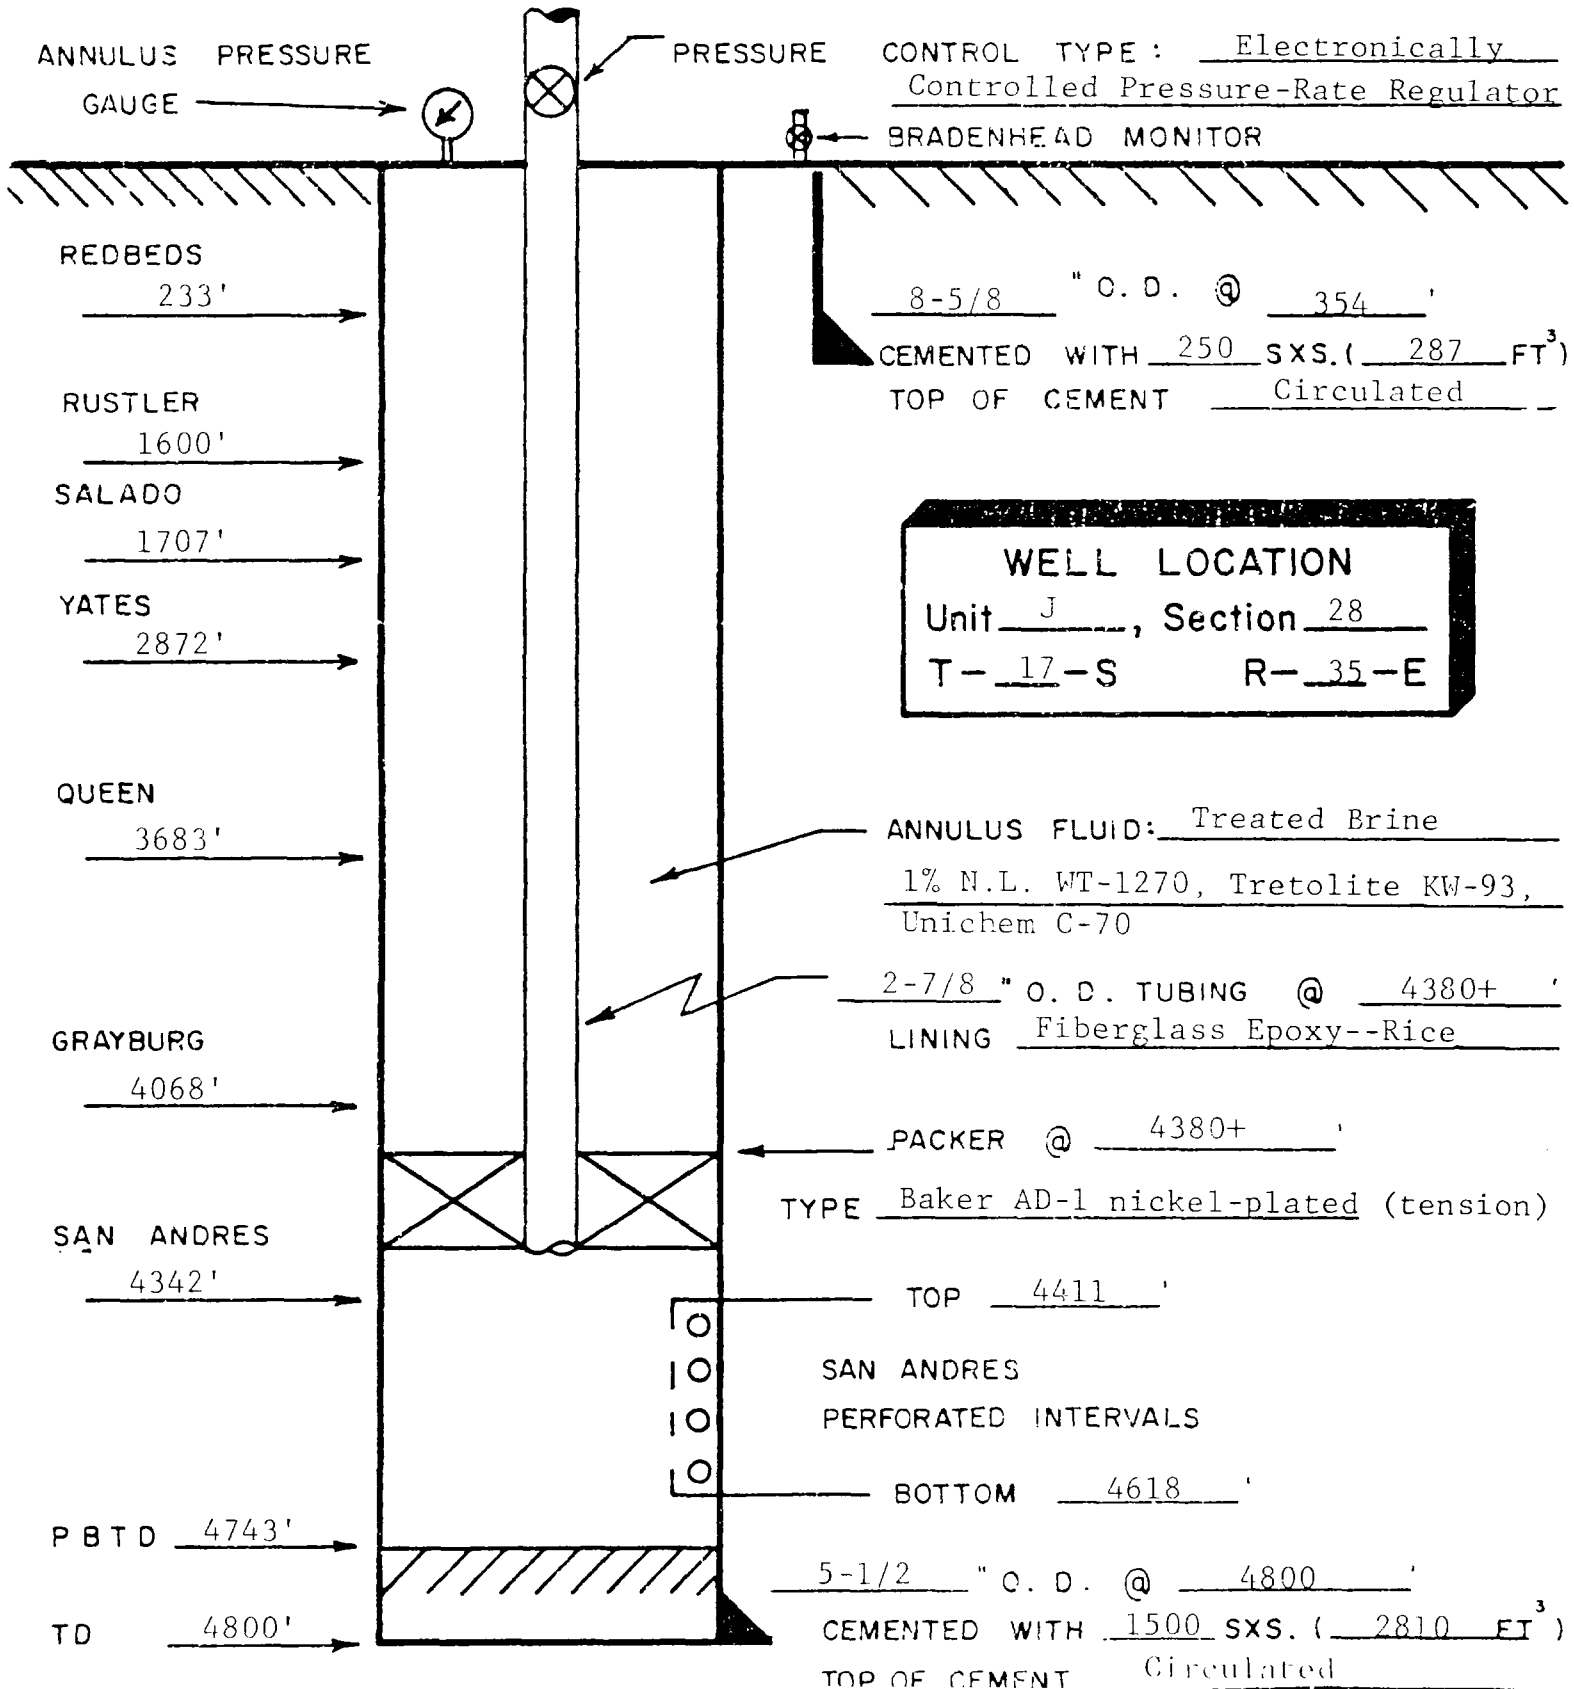 ANNULUS PRESSURE
GAUGE
PRESSURE CONTROL TYPE: Electronically
Controlled Pressure-Rate Regulator
BRADENHEAD MONITOR
REDBEDS
233'
8-5/8 " O.D. @ 354 '
CEMENTED WITH 250 SXS. ( 287 FT³)
TOP OF CEMENT Circulated
RUSTLER
1600'
SALADO
1707'
YATES
2872'
WELL LOCATION
Unit J , Section 28
T- 17 -S R- 35 -E
QUEEN
3683'
ANNULUS FLUID: Treated Brine
1% N.L. WT-1270, Tretolite KW-93,
Unichem C-70
2-7/8 " O. D. TUBING @ 4380+ '
LINING Fiberglass Epoxy--Rice
GRAYBURG
4068'
PACKER @ 4380+ '
TYPE Baker AD-1 nickel-plated (tension)
SAN ANDRES
4342'
TOP 4411 '
SAN ANDRES
PERFORATED INTERVALS
BOTTOM 4618 '
PBTD 4743'
5-1/2 " O. D. @ 4800 '
CEMENTED WITH 1500 SXS. ( 2810 FT³)
TD 4800'
TOP OF CEMENT Circulated